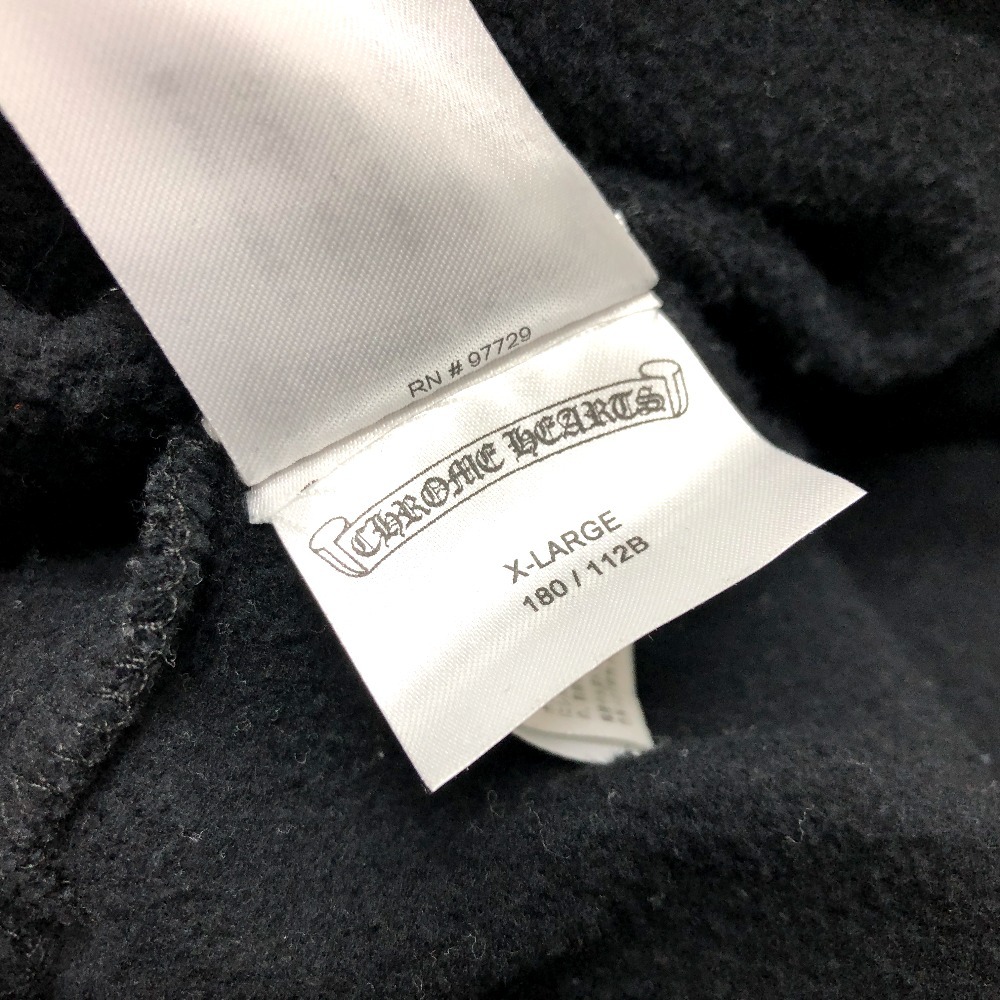 RN # 97729
CHROME HEARTS
X-LARGE
180 / 112B